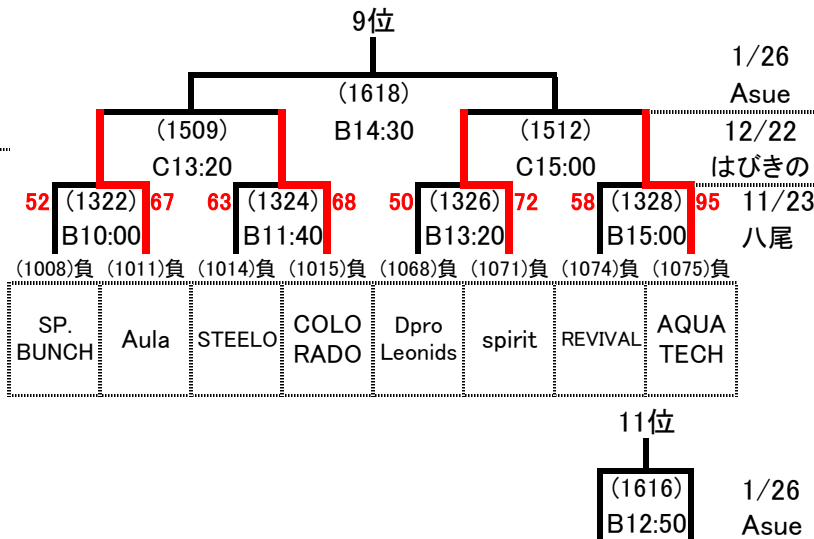 9位
1/26
(1618)
Asue
(1509)
B14:30
(1512)
12/22
C13:20
C15:00
はびきの
52 (1322) 67 63 (1324) 68 50 (1326) 72 58 (1328) 95 11/23
B10:00 B11:40 B13:20 B15:00 八尾
(1008)負 (1011)負 (1014)負 (1015)負 (1068)負 (1071)負 (1074)負 (1075)負
SP.
BUNCH
Aula
STEELO
COLO
RADO
Dpro
Leonids
spirit
REVIVAL
AQUA
TECH
11位
(1616) 1/26
B12:50 Asue